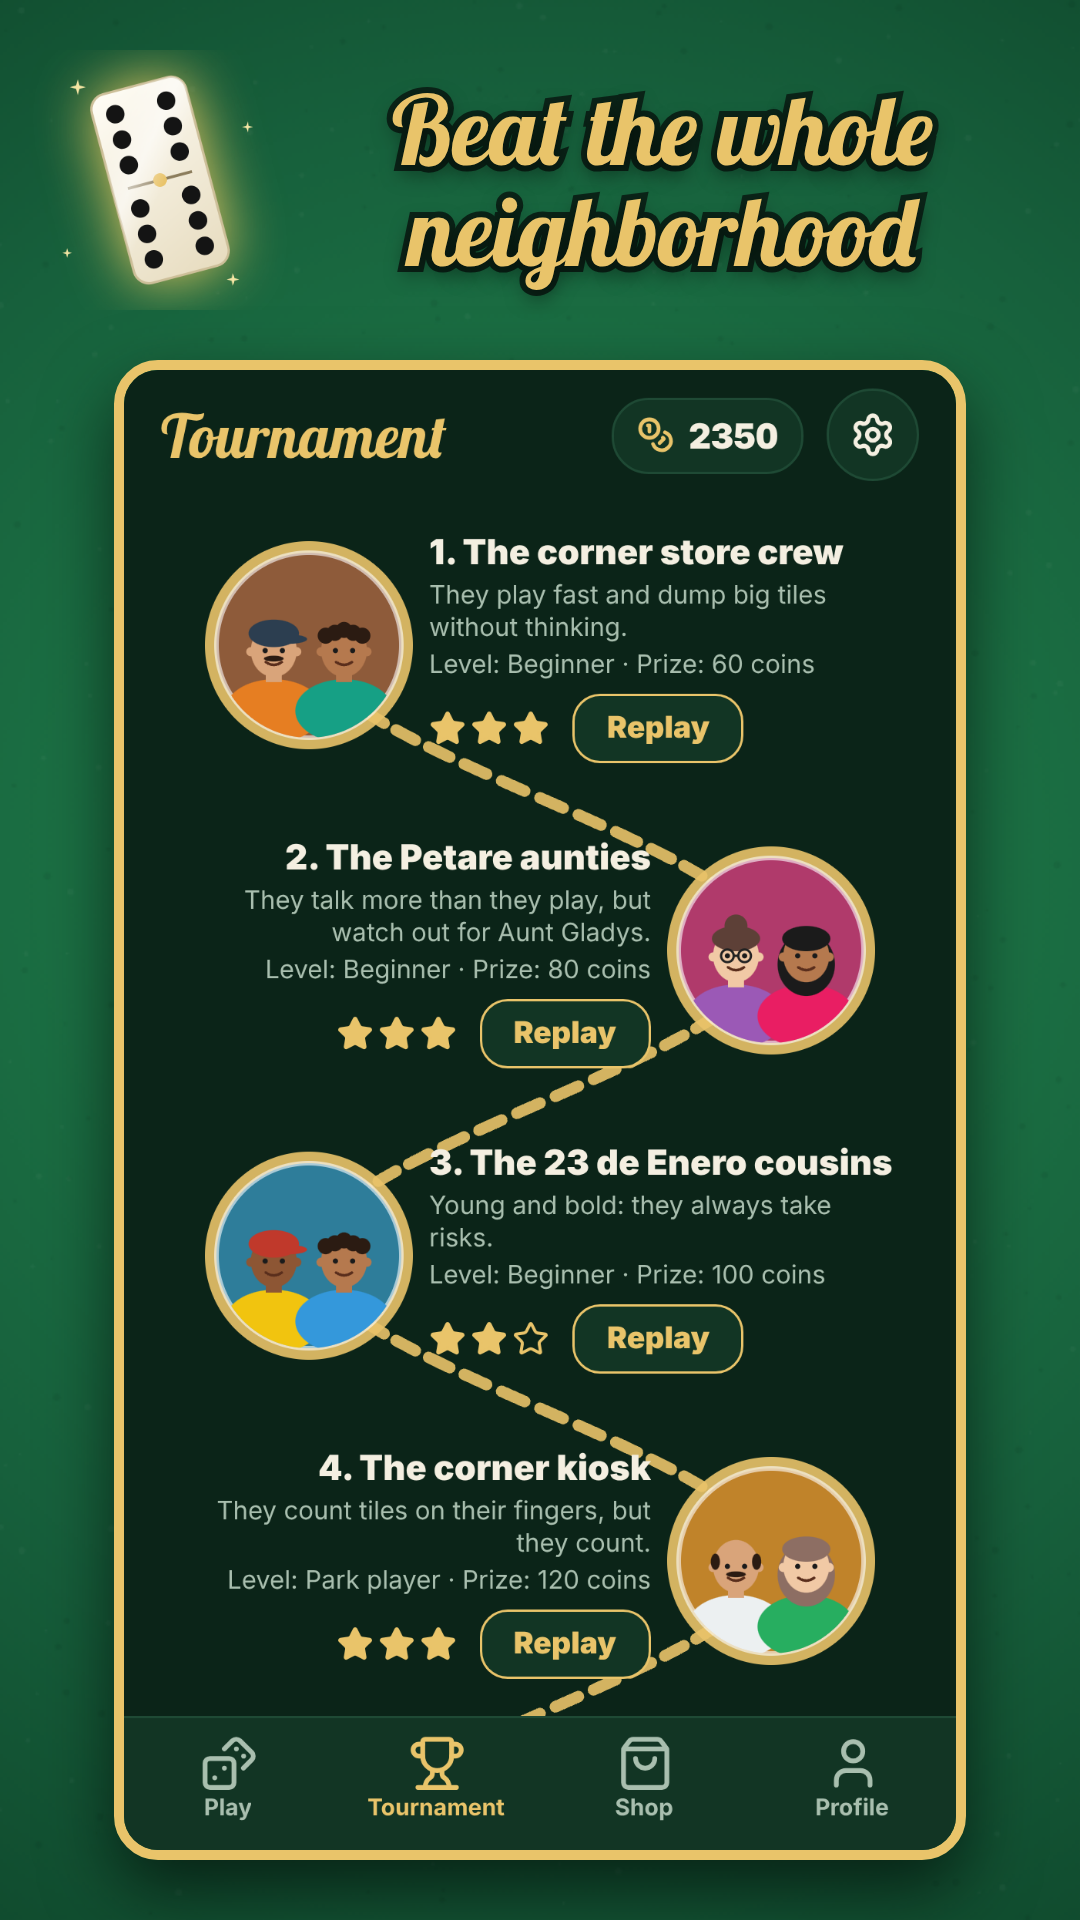 Beat the whole
neighborhood
Tournament
2350
1. The corner store crew
They play fast and dump big tiles
without thinking.
Level: Beginner · Prize: 60 coins
Replay
2. The Petare aunties
They talk more than they play, but
watch out for Aunt Gladys.
Level: Beginner · Prize: 80 coins
Replay
3. The 23 de Enero cousins
Young and bold: they always take
risks.
Level: Beginner · Prize: 100 coins
Replay
4. The corner kiosk
They count tiles on their fingers, but
they count.
Level: Park player · Prize: 120 coins
Replay
Play
Tournament
Shop
Profile